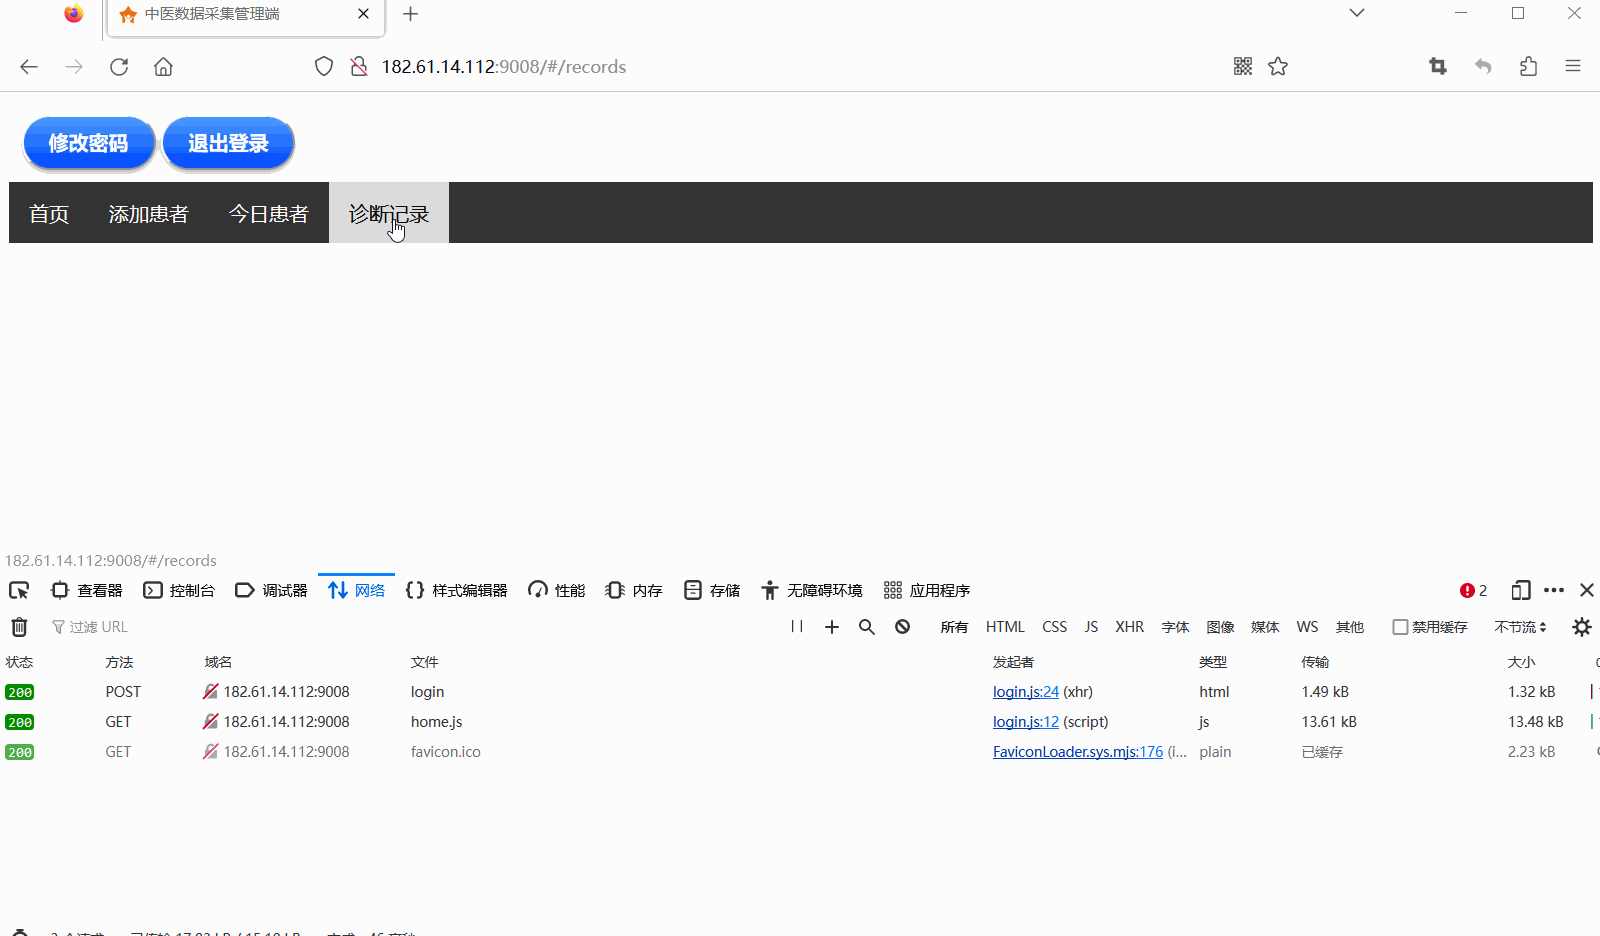 中医数据采集管理端
182.61.14.112:9008/#/records
修改密码 退出登录
首页 添加患者 今日患者 诊断记录
182.61.14.112:9008/#/records
查看器 控制台 调试器 网络 样式编辑器 性能 内存 存储 无障碍环境 应用程序 2
过滤 URL 所有 HTML CSS JS XHR 字体 图像 媒体 WS 其他 禁用缓存 不节流
状态 方法 域名 文件 发起者 类型 传输 大小
200 POST 182.61.14.112:9008 login login.js:24 (xhr) html 1.49 kB 1.32 kB
200 GET 182.61.14.112:9008 home.js login.js:12 (script) js 13.61 kB 13.48 kB
200 GET 182.61.14.112:9008 favicon.ico FaviconLoader.sys.mjs:176 (i... plain 已缓存 2.23 kB